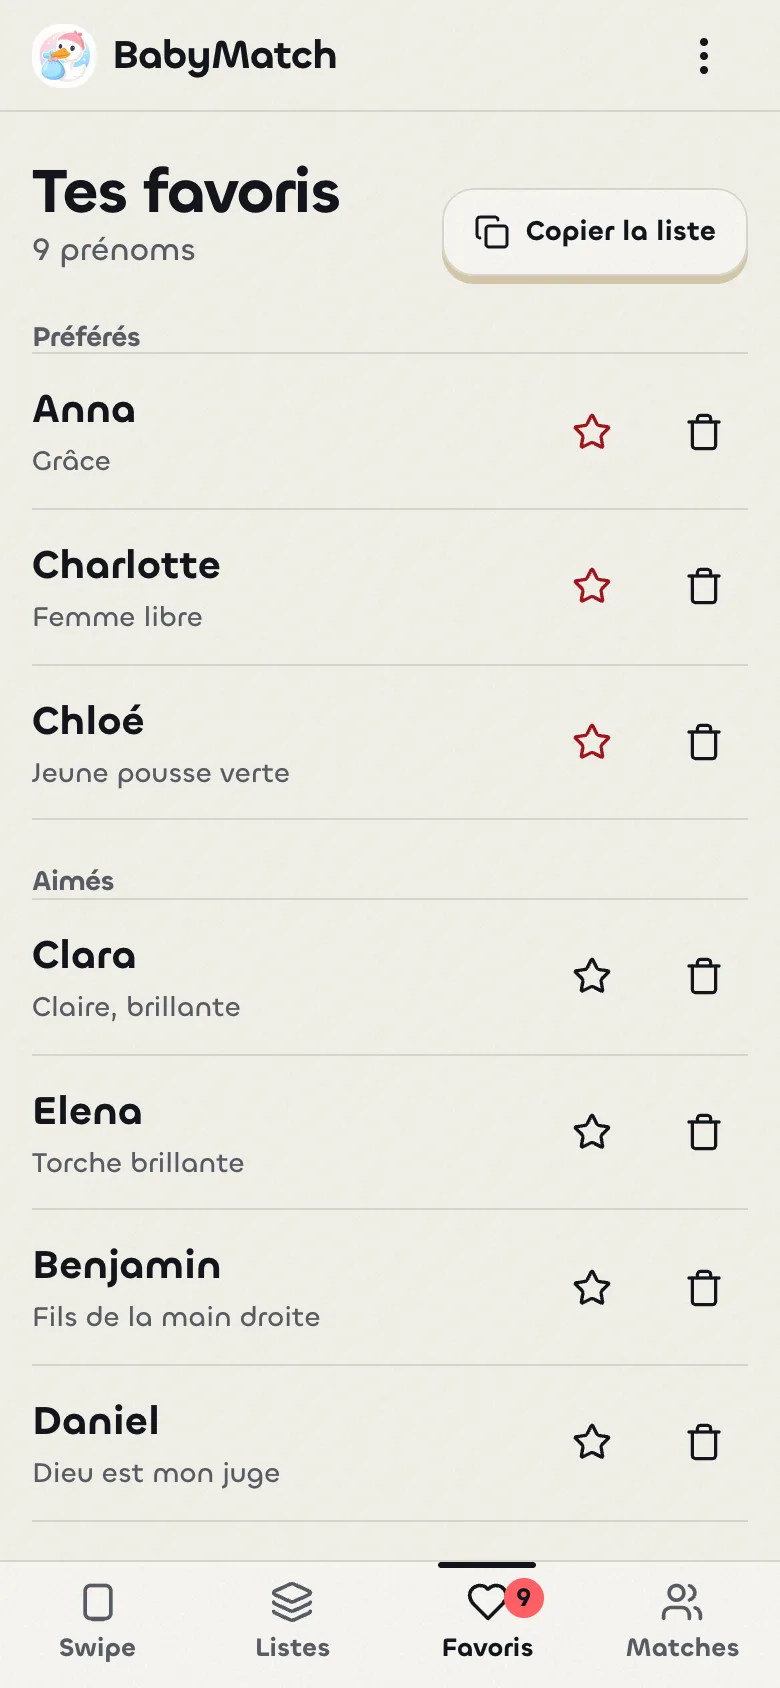 BabyMatch
Tes favoris
9 prénoms
Copier la liste
Préférés
Anna
Grâce
Charlotte
Femme libre
Chloé
Jeune pousse verte
Aimés
Clara
Claire, brillante
Elena
Torche brillante
Benjamin
Fils de la main droite
Daniel
Dieu est mon juge
9
Swipe
Listes
Favoris
Matches